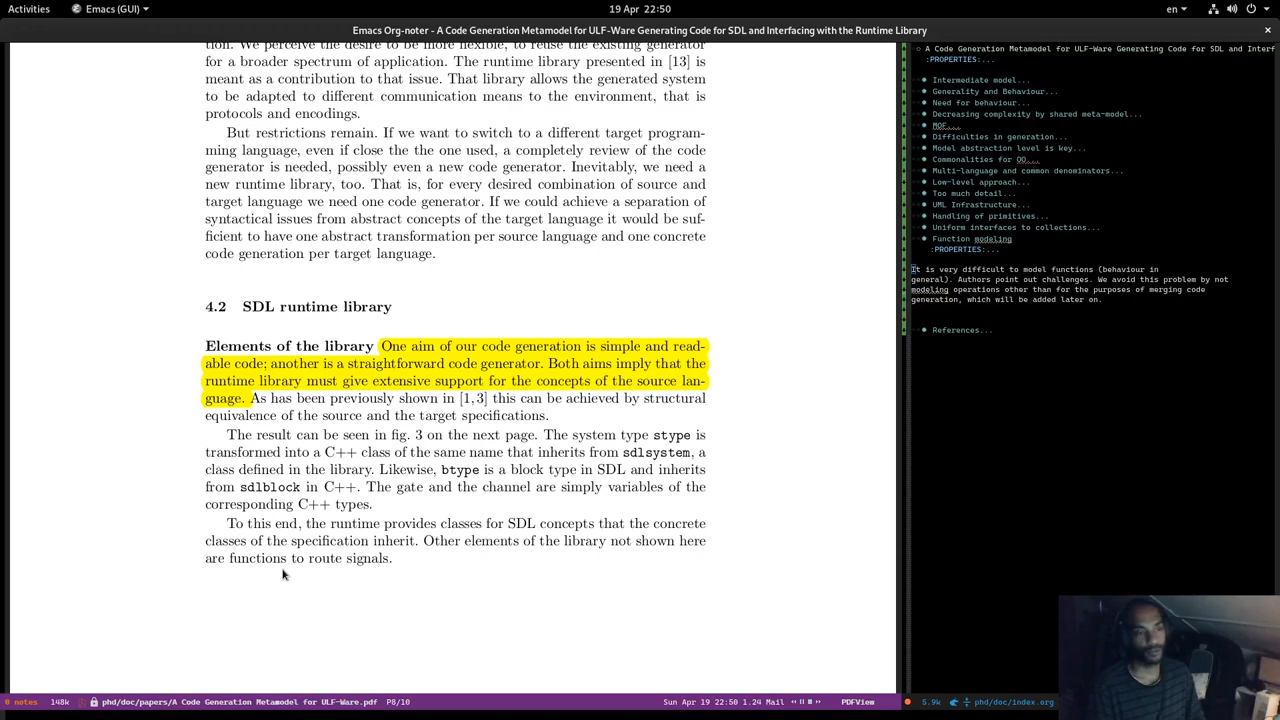 Activities
Emacs (GUI)
19 Apr 22:50
en
Emacs Org-noter - A Code Generation Metamodel for ULF-Ware Generating Code for SDL and Interfacing with the Runtime Library
tion. We perceive the desire to be more flexible, to reuse the existing generator
for a broader spectrum of application. The runtime library presented in [13] is
meant as a contribution to that issue. That library allows the generated system
to be adapted to different communication means to the environment, that is
protocols and encodings.
But restrictions remain. If we want to switch to a different target program-
ming language, even if close the the one used, a completely review of the code
generator is needed, possibly even a new code generator. Inevitably, we need a
new runtime library, too. That is, for every desired combination of source and
target language we need one code generator. If we could achieve a separation of
syntactical issues from abstract concepts of the target language it would be suf-
ficient to have one abstract transformation per source language and one concrete
code generation per target language.
4.2 SDL runtime library
Elements of the library One aim of our code generation is simple and read-
able code; another is a straightforward code generator. Both aims imply that the
runtime library must give extensive support for the concepts of the source lan-
guage. As has been previously shown in [1,3] this can be achieved by structural
equivalence of the source and the target specifications.
The result can be seen in fig. 3 on the next page. The system type stype is
transformed into a C++ class of the same name that inherits from sdlsystem, a
class defined in the library. Likewise, btype is a block type in SDL and inherits
from sdlblock in C++. The gate and the channel are simply variables of the
corresponding C++ types.
To this end, the runtime provides classes for SDL concepts that the concrete
classes of the specification inherit. Other elements of the library not shown here
are functions to route signals.
A Code Generation Metamodel for ULF-Ware Generating Code for SDL and Interf
:PROPERTIES:...
Intermediate model...
Generality and Behaviour...
Need for behaviour...
Decreasing complexity by shared meta-model...
MOF...
Difficulties in generation...
Model abstraction level is key...
Commonalities for OO...
Multi-language and common denominators...
Low-level approach...
Too much detail...
UML Infrastructure...
Handling of primitives...
Uniform interfaces to collections...
Function modeling
:PROPERTIES:...
It is very difficult to model functions (behaviour in
general). Authors point out challenges. We avoid this problem by not
modeling operations other than for the purposes of merging code
generation, which will be added later on.
References...
0 notes 148k phd/doc/papers/A Code Generation Metamodel for ULF-Ware.pdf P8/10
Sun Apr 19 22:50 1.24 Mail
PDFView
5.9k phd/doc/index.org